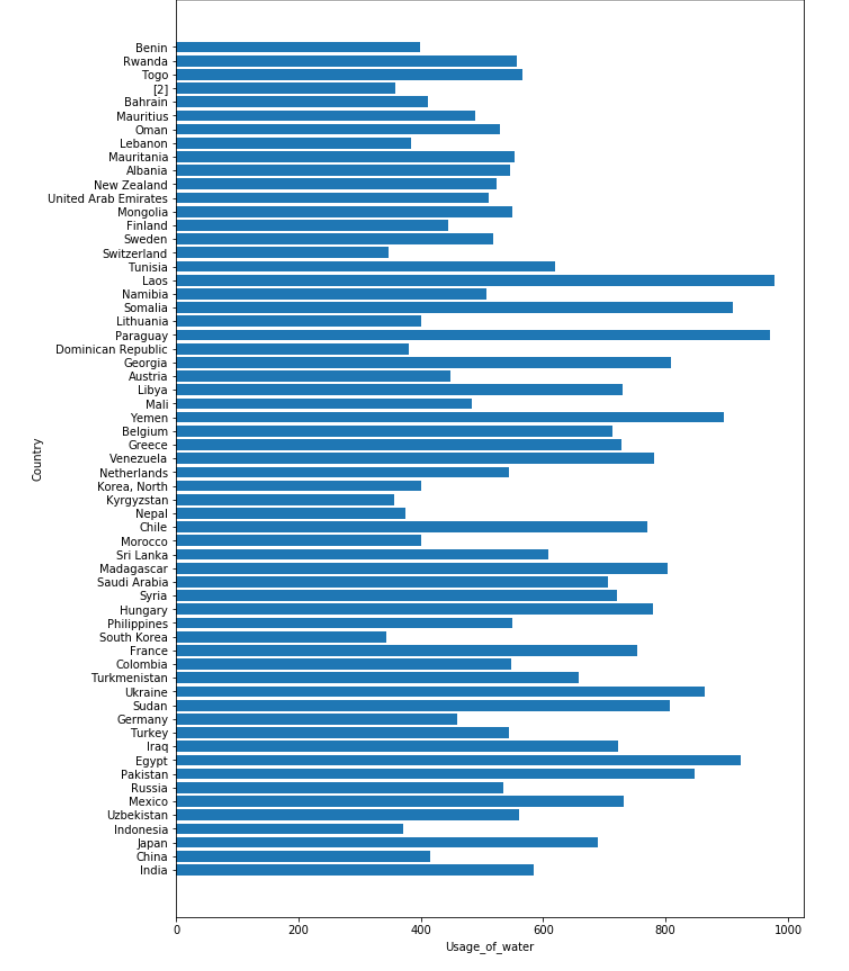 Benin
Rwanda
Togo
[2]
Bahrain
Mauritius
Oman
Lebanon
Mauritania
Albania
New Zealand
United Arab Emirates
Mongolia
Finland
Sweden
Switzerland
Tunisia
Laos
Namibia
Somalia
Lithuania
Paraguay
Dominican Republic
Georgia
Austria
Libya
Mali
Yemen
Belgium
Greece
Venezuela
Netherlands
Korea, North
Kyrgyzstan
Nepal
Chile
Morocco
Sri Lanka
Madagascar
Saudi Arabia
Syria
Hungary
Philippines
South Korea
France
Colombia
Turkmenistan
Ukraine
Sudan
Germany
Turkey
Iraq
Egypt
Pakistan
Russia
Mexico
Uzbekistan
Indonesia
Japan
China
India
Country
0 200 400 600 800 1000
Usage_of_water